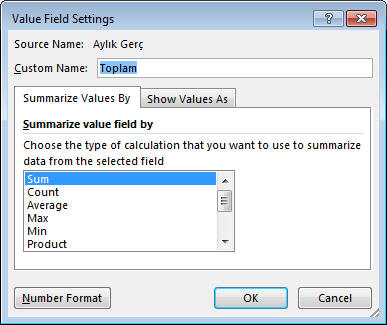 Value Field Settings
Source Name: Aylık Gerç
Custom Name: Toplam
Summarize Values By Show Values As
Summarize value field by
Choose the type of calculation that you want to use to summarize
data from the selected field
Sum
Count
Average
Max
Min
Product
Number Format OK Cancel